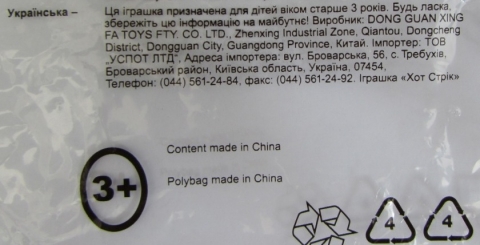 Українська –
Ця іграшка призначена для дітей віком старше 3 років. Будь ласка,
збережіть цю інформацію на майбутнє! Виробник: DONG GUAN XING
FA TOYS FTY. CO. LTD., Zhenxing Industrial Zone, Qiantou, Dongcheng
District, Dongguan City, Guangdong Province, Китай. Імпортер: ТОВ
„УСПОТ ЛТД". Адреса імпортера: вул. Броварська, 56, с. Требухів,
Броварський район, Київська область, Україна, 07454.
Телефон: (044) 561-24-84, факс: (044) 561-24-92. Іграшка «Хот Стрік»
Content made in China
3+
Polybag made in China
4
4